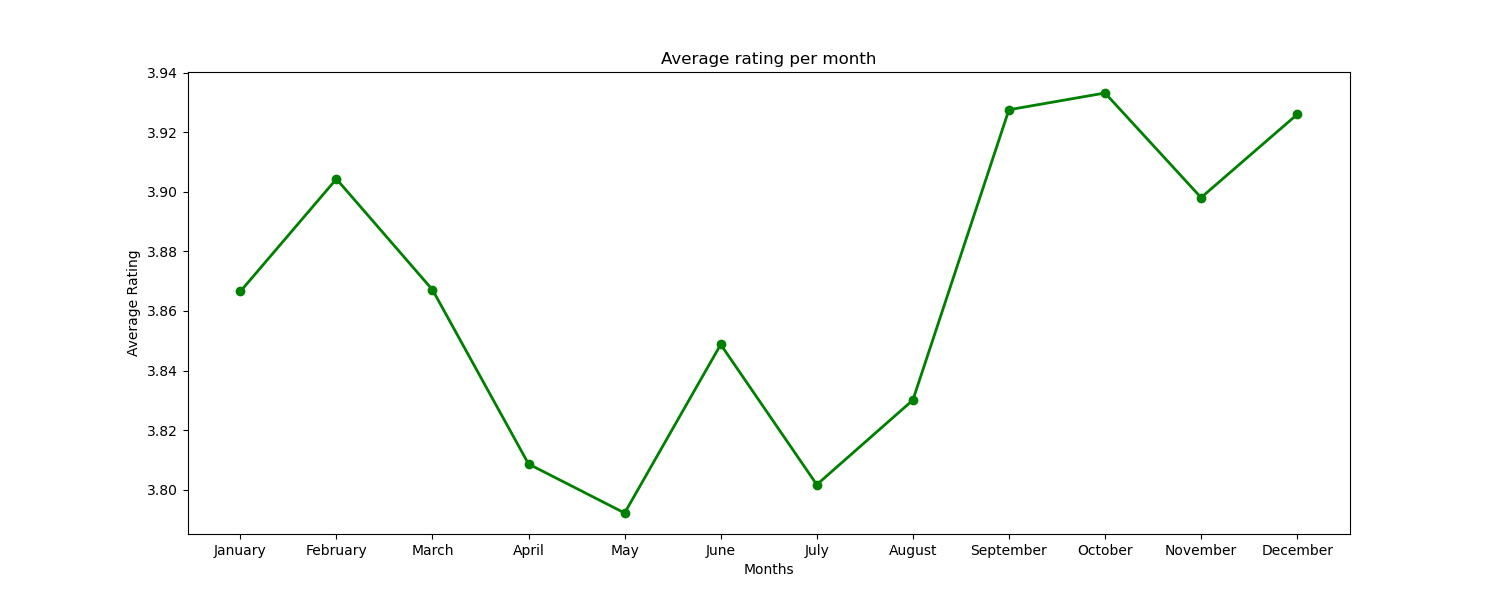 Average rating per month
3.94
3.92
3.90
3.88
3.86
3.84
3.82
3.80
Average Rating
January February March April May June July August September October November December
Months